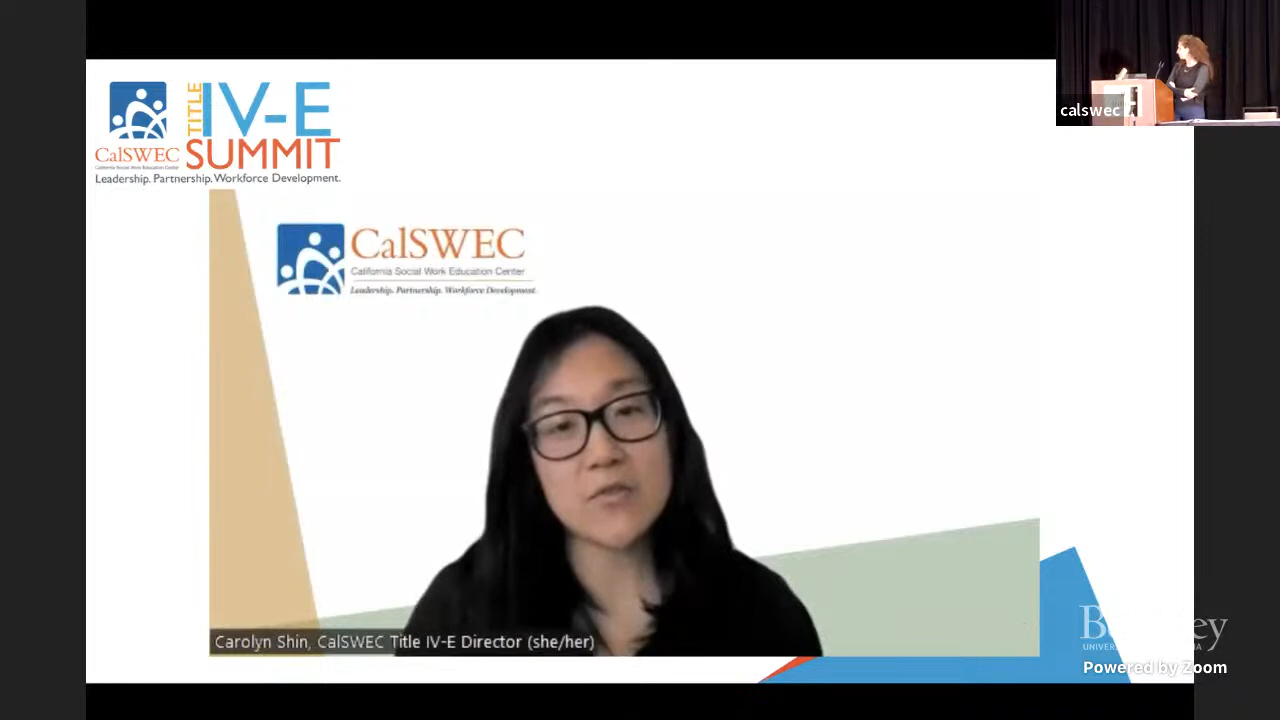 calswec
CalSWEC
TITLE
IV-E
SUMMIT
California Social Work Education Center
Leadership. Partnership. Workforce Development.
CalSWEC
California Social Work Education Center
Leadership. Partnership. Workforce Development.
Carolyn Shin, CalSWEC Title IV-E Director (she/her)
Powered by Zoom